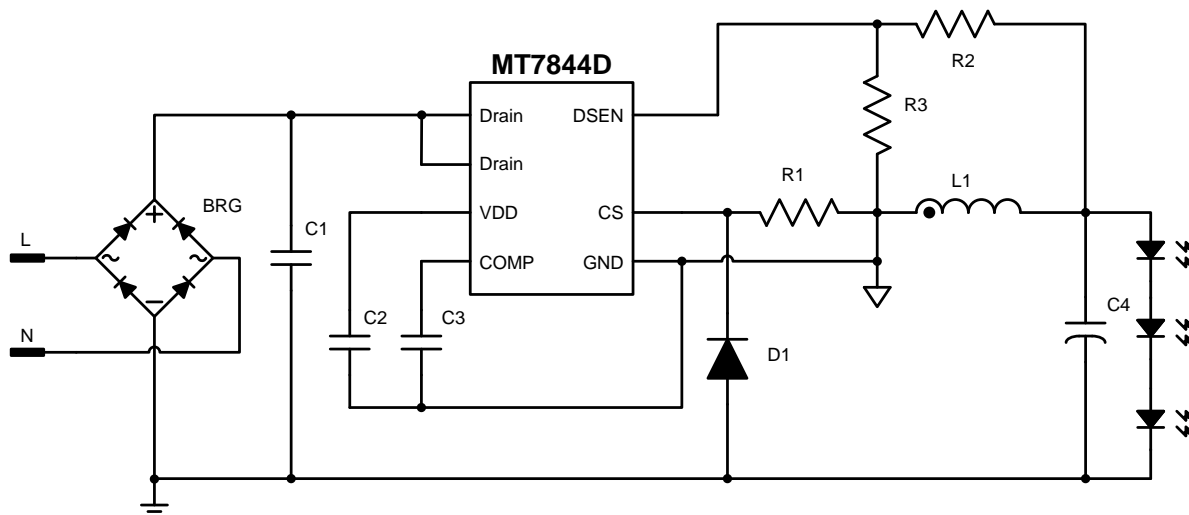 R2
MT7844D
R3
Drain
DSEN
Drain
R1
L1
BRG
VDD
CS
C1
L
COMP
GND
C2
C3
C4
N
D1